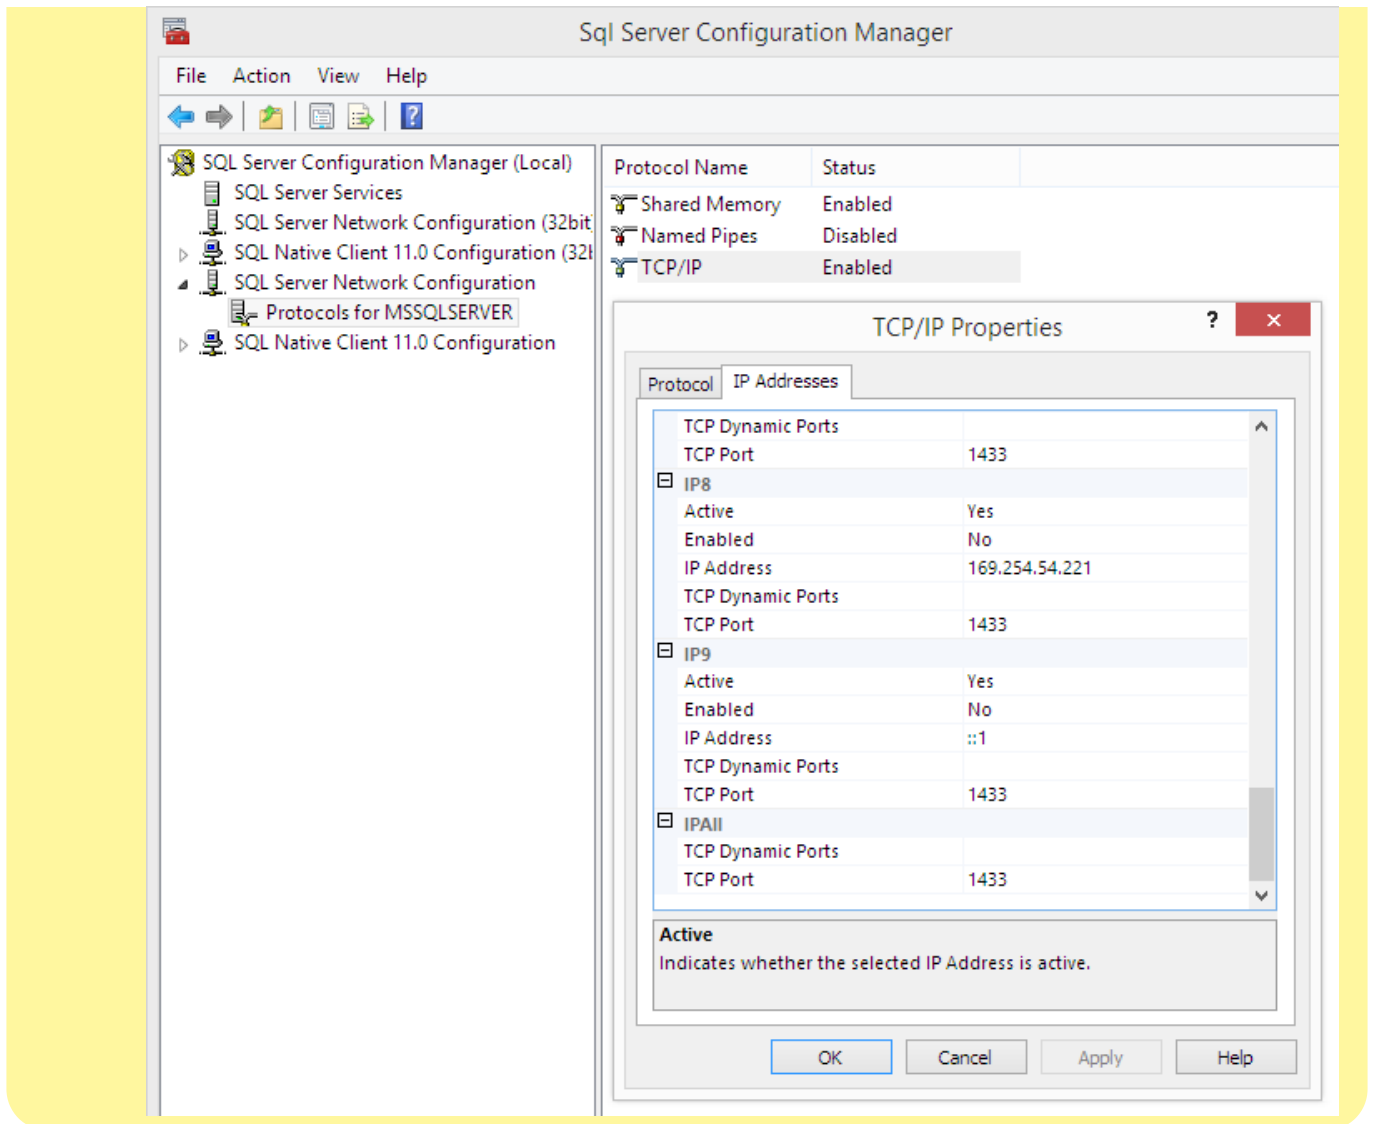 Sql Server Configuration Manager
File Action View Help
SQL Server Configuration Manager (Local)
SQL Server Services
SQL Server Network Configuration (32bit
SQL Native Client 11.0 Configuration (32
SQL Server Network Configuration
Protocols for MSSQLSERVER
SQL Native Client 11.0 Configuration
Protocol Name Status
Shared Memory Enabled
Named Pipes Disabled
TCP/IP Enabled
TCP/IP Properties ?
Protocol IP Addresses
TCP Dynamic Ports
TCP Port 1433
IP8
Active Yes
Enabled No
IP Address 169.254.54.221
TCP Dynamic Ports
TCP Port 1433
IP9
Active Yes
Enabled No
IP Address ::1
TCP Dynamic Ports
TCP Port 1433
IPAll
TCP Dynamic Ports
TCP Port 1433
Active
Indicates whether the selected IP Address is active.
OK Cancel Apply Help